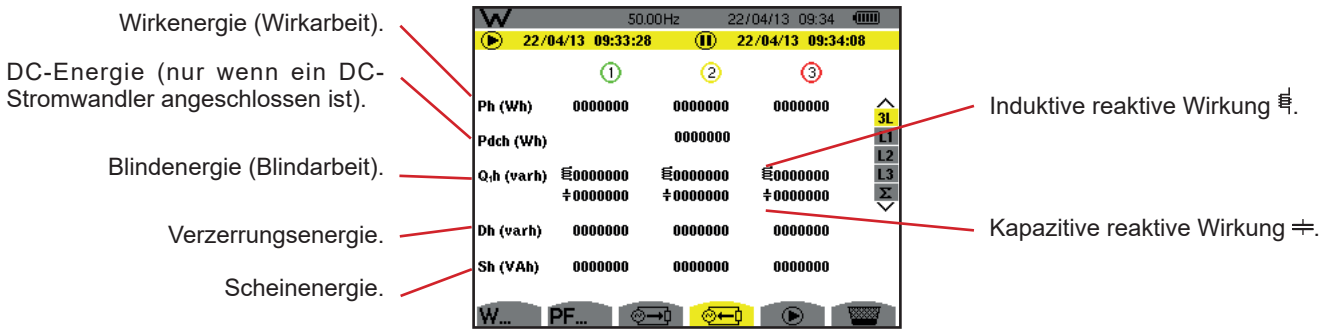 Wirkenergie (Wirkarbeit).
DC-Energie (nur wenn ein DC-
Stromwandler angeschlossen ist).
Blindenergie (Blindarbeit).
Verzerrungsenergie.
Scheinenergie.
W 50.00Hz 22/04/13 09:34
22/04/13 09:33:28 22/04/13 09:34:08
1 2 3
Ph (Wh) 0000000 0000000 0000000
Pdch (Wh) 0000000
Q₁h (varh) 0000000 0000000 0000000
0000000 0000000 0000000
Dh (varh) 0000000 0000000 0000000
Sh (VAh) 0000000 0000000 0000000
3L
L1
L2
L3
Σ
W... PF...
Induktive reaktive Wirkung .
Kapazitive reaktive Wirkung .